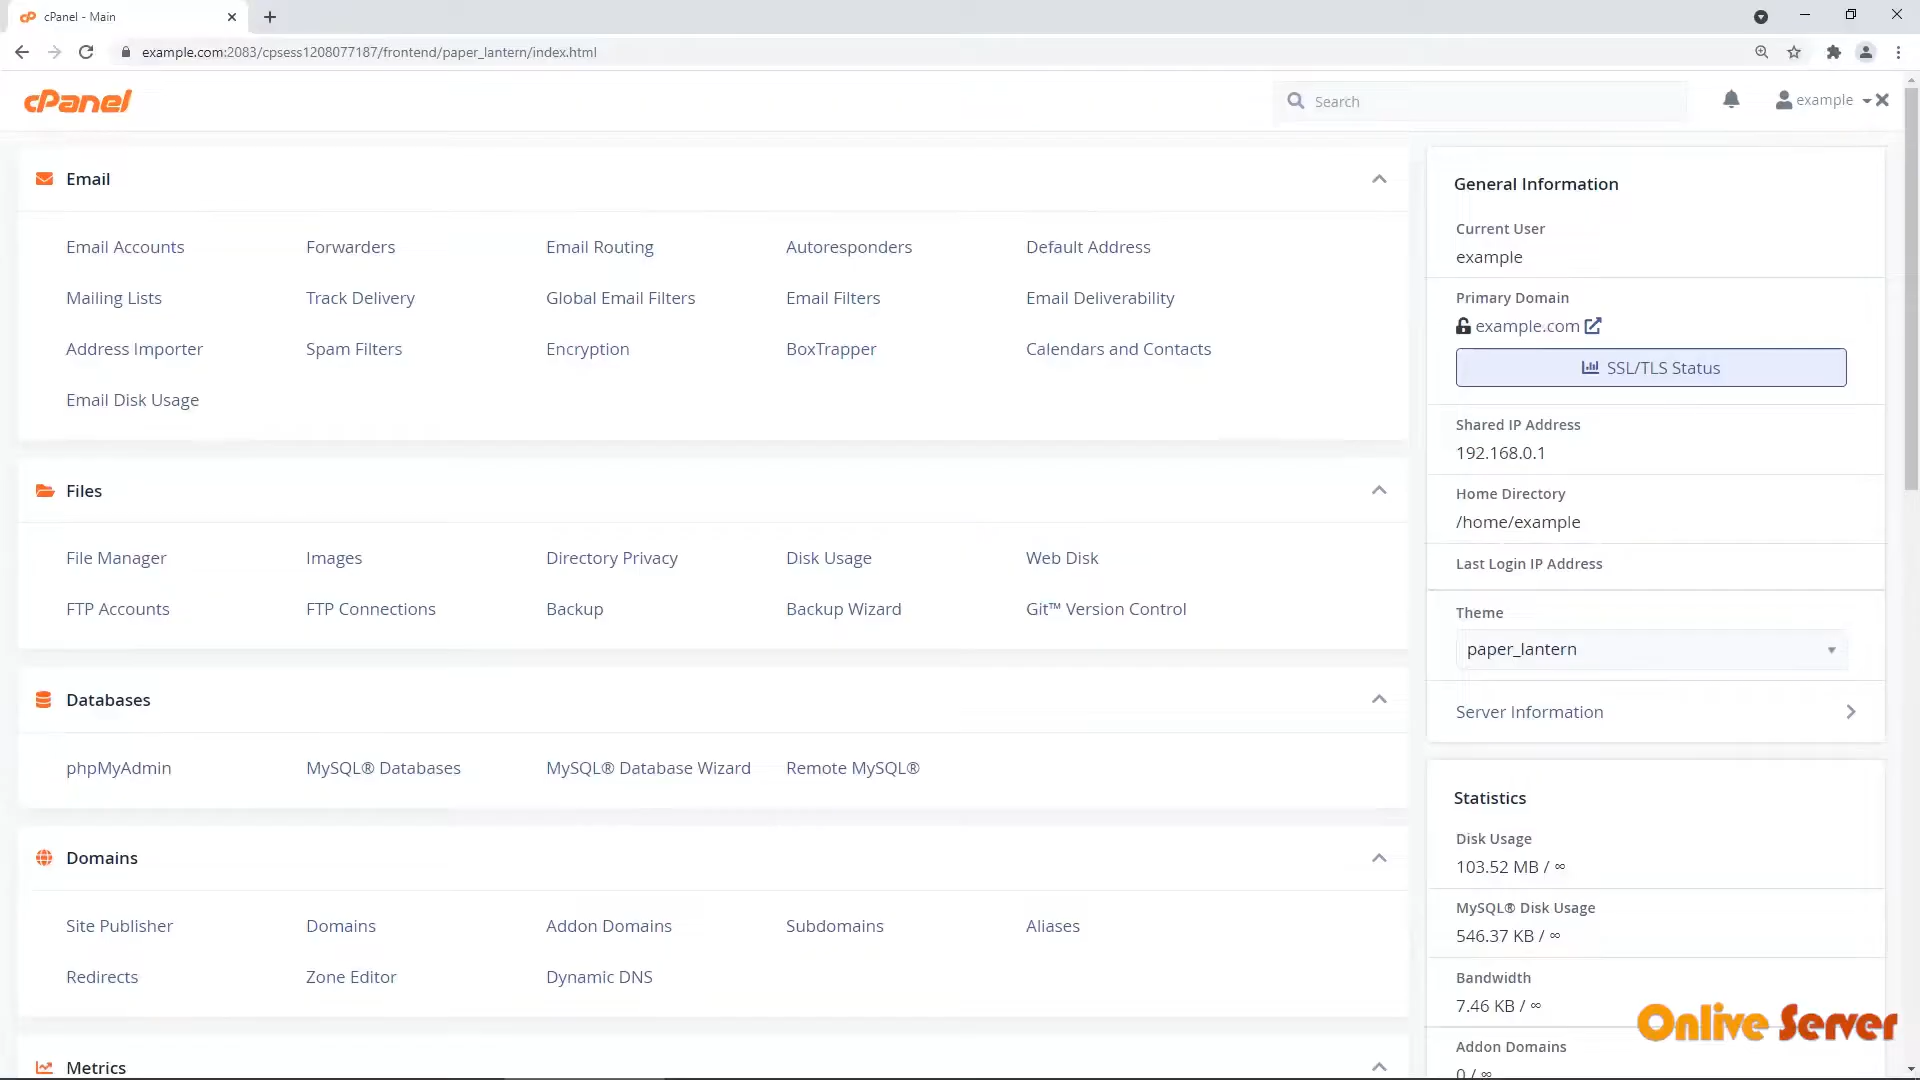 cPanel - Main
example.com:2083/cpsess1208077187/frontend/paper_lantern/index.html
cPanel
Search
example
Email
Email Accounts Forwarders Email Routing Autoresponders Default Address
Mailing Lists Track Delivery Global Email Filters Email Filters Email Deliverability
Address Importer Spam Filters Encryption BoxTrapper Calendars and Contacts
Email Disk Usage
Files
File Manager Images Directory Privacy Disk Usage Web Disk
FTP Accounts FTP Connections Backup Backup Wizard Git™ Version Control
Databases
phpMyAdmin MySQL® Databases MySQL® Database Wizard Remote MySQL®
Domains
Site Publisher Domains Addon Domains Subdomains Aliases
Redirects Zone Editor Dynamic DNS
Metrics
General Information
Current User
example
Primary Domain
example.com
SSL/TLS Status
Shared IP Address
192.168.0.1
Home Directory
/home/example
Last Login IP Address
Theme
paper_lantern
Server Information
Statistics
Disk Usage
103.52 MB / ∞
MySQL® Disk Usage
546.37 KB / ∞
Bandwidth
7.46 KB / ∞
Addon Domains
0 / ∞
Onlive Server